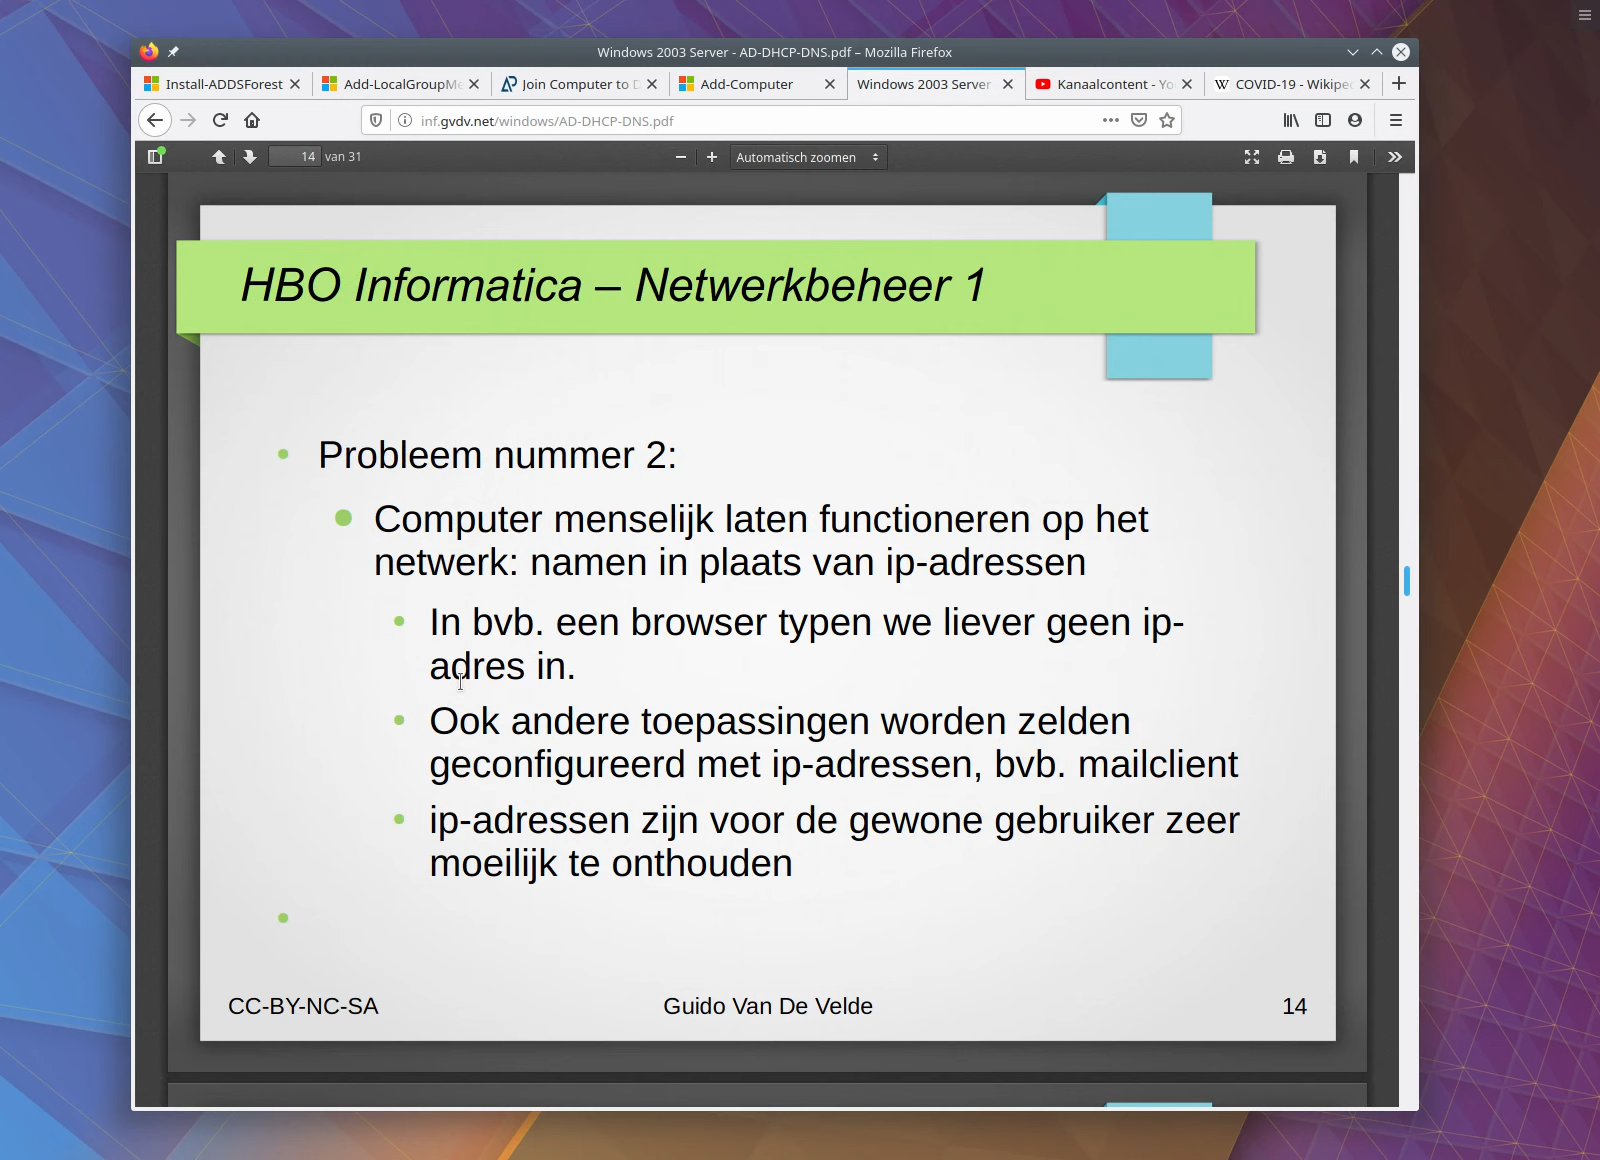 Windows 2003 Server - AD-DHCP-DNS.pdf – Mozilla Firefox
Install-ADDSForest
Add-LocalGroupMe
Join Computer to D
Add-Computer
Windows 2003 Server
Kanaalcontent - Yo
W COVID-19 - Wikipec
inf.gvdv.net/windows/AD-DHCP-DNS.pdf
14 van 31
Automatisch zoomen
HBO Informatica – Netwerkbeheer 1
Probleem nummer 2:
Computer menselijk laten functioneren op het
netwerk: namen in plaats van ip-adressen
In bvb. een browser typen we liever geen ip-
adres in.
Ook andere toepassingen worden zelden
geconfigureerd met ip-adressen, bvb. mailclient
ip-adressen zijn voor de gewone gebruiker zeer
moeilijk te onthouden
CC-BY-NC-SA
Guido Van De Velde
14